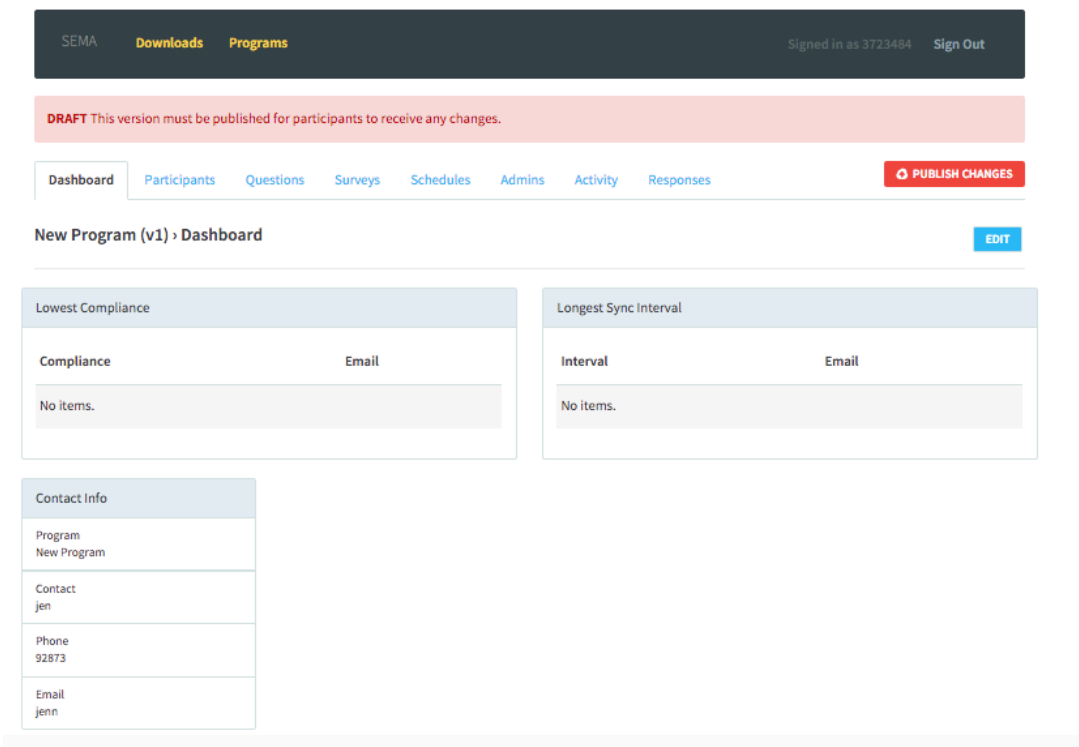 SEMA Downloads Programs Signed in as 3723484 Sign Out
DRAFT This version must be published for participants to receive any changes.
Dashboard Participants Questions Surveys Schedules Admins Activity Responses PUBLISH CHANGES
New Program (v1) › Dashboard EDIT
Lowest Compliance
Compliance Email
No items.
Longest Sync Interval
Interval Email
No items.
Contact Info
Program
New Program
Contact
jen
Phone
92873
Email
jenn